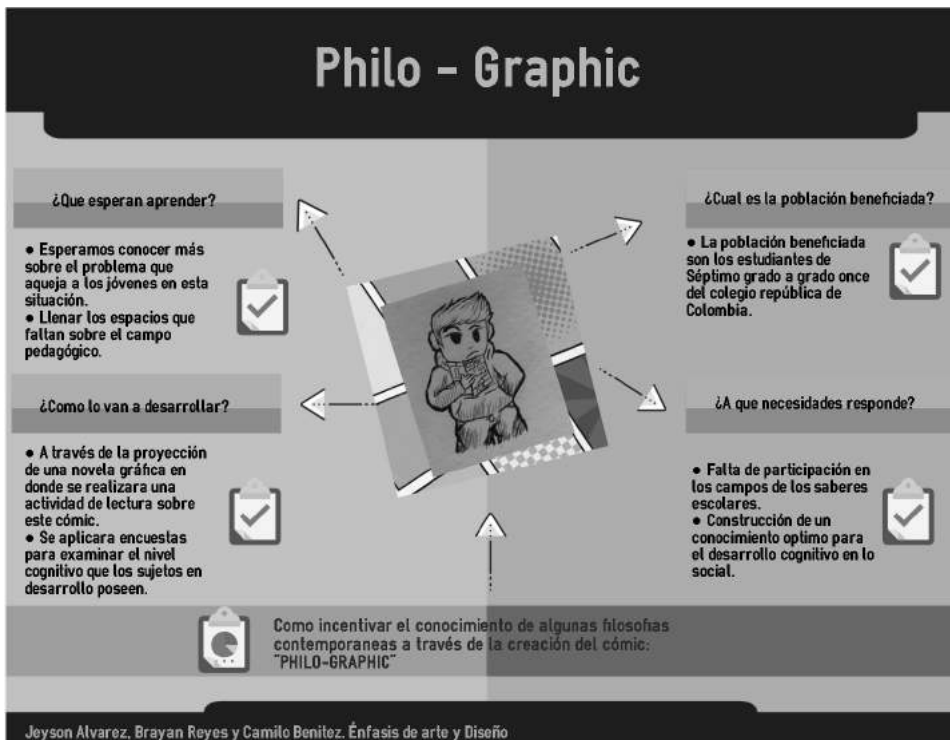 Philo - Graphic
¿Que esperan aprender?
● Esperamos conocer más
sobre el problema que
aqueja a los jóvenes en esta
situación.
● Llenar los espacios que
faltan sobre el campo
pedagógico.
¿Como lo van a desarrollar?
● A través de la proyección
de una novela gráfica en
donde se realizara una
actividad de lectura sobre
este cómic.
● Se aplicara encuestas
para examinar el nivel
cognitivo que los sujetos en
desarrollo poseen.
¿Cual es la población beneficiada?
● La población beneficiada
son los estudiantes de
Séptimo grado a grado once
del colegio república de
Colombia.
¿A que necesidades responde?
● Falta de participación en
los campos de los saberes
escolares.
● Construcción de un
conocimiento optimo para
el desarrollo cognitivo en lo
social.
Como incentivar el conocimiento de algunas filosofias
contemporaneas a través de la creación del cómic:
"PHILO-GRAPHIC"
Jeyson Alvarez, Brayan Reyes y Camilo Benitez. Énfasis de arte y Diseño